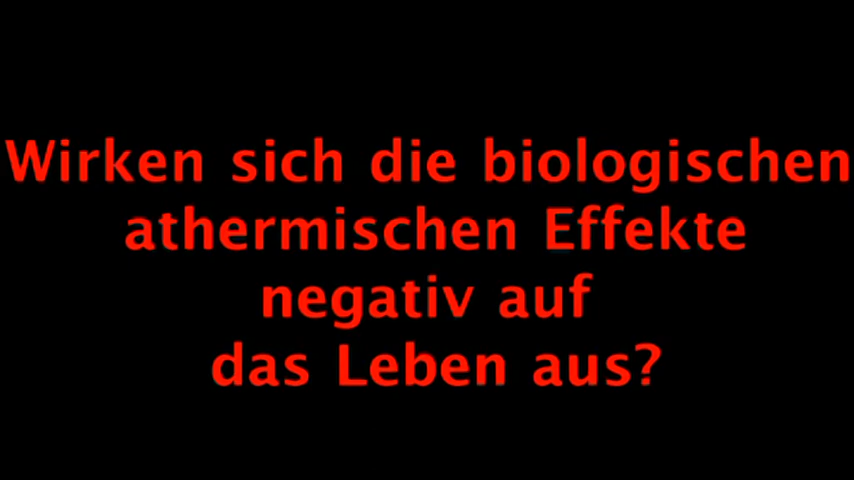 Wirken sich die biologischen
athermischen Effekte
negativ auf
das Leben aus?